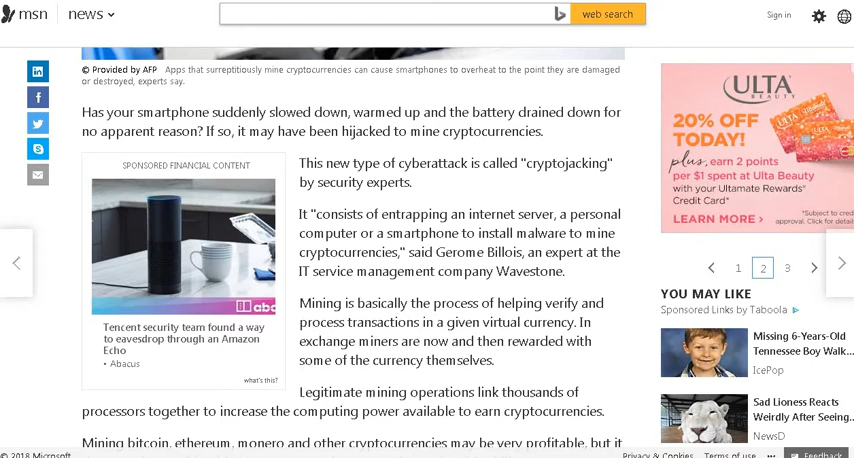 msn
news
web search
Sign in
© Provided by AFP Apps that surreptitiously mine cryptocurrencies can cause smartphones to overheat to the point they are damaged
or destroyed, experts say.
Has your smartphone suddenly slowed down, warmed up and the battery drained down for
no apparent reason? If so, it may have been hijacked to mine cryptocurrencies.
SPONSORED FINANCIAL CONTENT
abc
Tencent security team found a way
to eavesdrop through an Amazon
Echo
• Abacus
what's this?
This new type of cyberattack is called "cryptojacking"
by security experts.
It "consists of entrapping an internet server, a personal
computer or a smartphone to install malware to mine
cryptocurrencies," said Gerome Billois, an expert at the
IT service management company Wavestone.
Mining is basically the process of helping verify and
process transactions in a given virtual currency. In
exchange miners are now and then rewarded with
some of the currency themselves.
Legitimate mining operations link thousands of
processors together to increase the computing power available to earn cryptocurrencies.
Mining bitcoin, ethereum, monero and other cryptocurrencies may be very profitable, but it
ULTA
BEAUTY
20% OFF
TODAY!
plus, earn 2 points
per $1 spent at Ulta Beauty
with your Ultamate Rewards*
Credit Card*
LEARN MORE >
*Subject to cred
approval. Click for details
1 2 3
YOU MAY LIKE
Sponsored Links by Taboola
Missing 6-Years-Old
Tennessee Boy Walk...
IcePop
Sad Lioness Reacts
Weirdly After Seeing...
NewsD
© 2018 Microsoft
Privacy & Cookies
Terms of use
...
Feedback